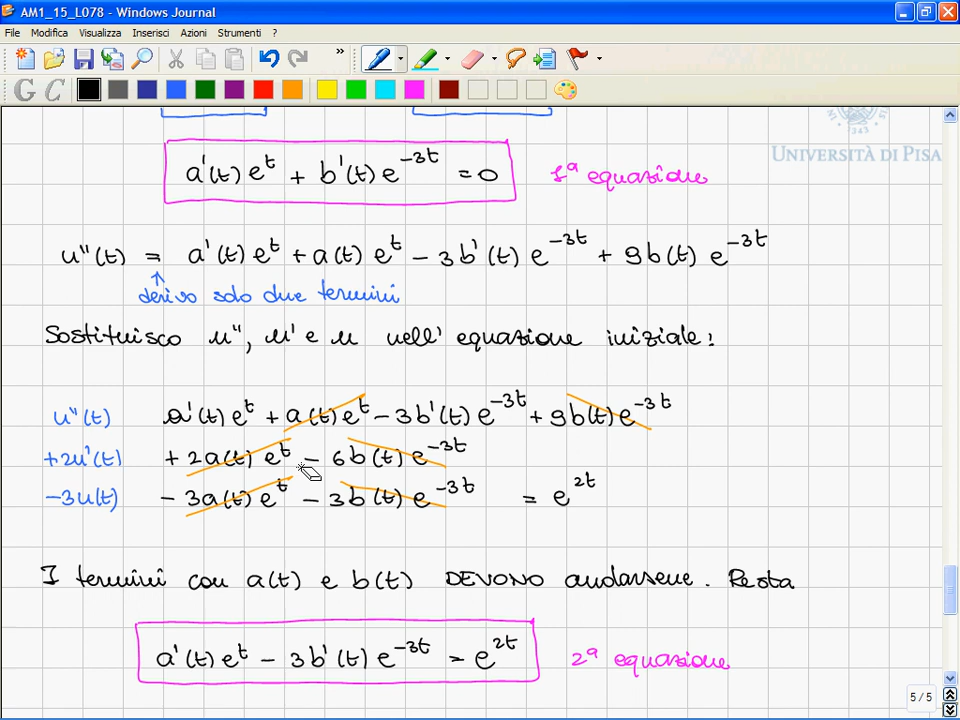 AM1_15_L078 - Windows Journal
File Modifica Visualizza Inserisci Azioni Strumenti ?
»
G C
UNIVERSITÀ DI PISA
a'(t) e^t + b'(t) e^{-3t} = 0 1ª equazione
u''(t) = a'(t) e^t + a(t) e^t - 3b'(t) e^{-3t} + 9b(t) e^{-3t}
↑
derivo solo due termini
Sostituisco u'', u' e u nell'equazione iniziale:
u''(t) a'(t) e^t + a(t) e^t - 3b'(t) e^{-3t} + 9b(t) e^{-3t}
+2u'(t) + 2a(t) e^t - 6b(t) e^{-3t}
-3u(t) - 3a(t) e^t - 3b(t) e^{-3t} = e^{2t}
I termini con a(t) e b(t) DEVONO andarsene. Resta
a'(t) e^t - 3b'(t) e^{-3t} = e^{2t} 2ª equazione
5 / 5